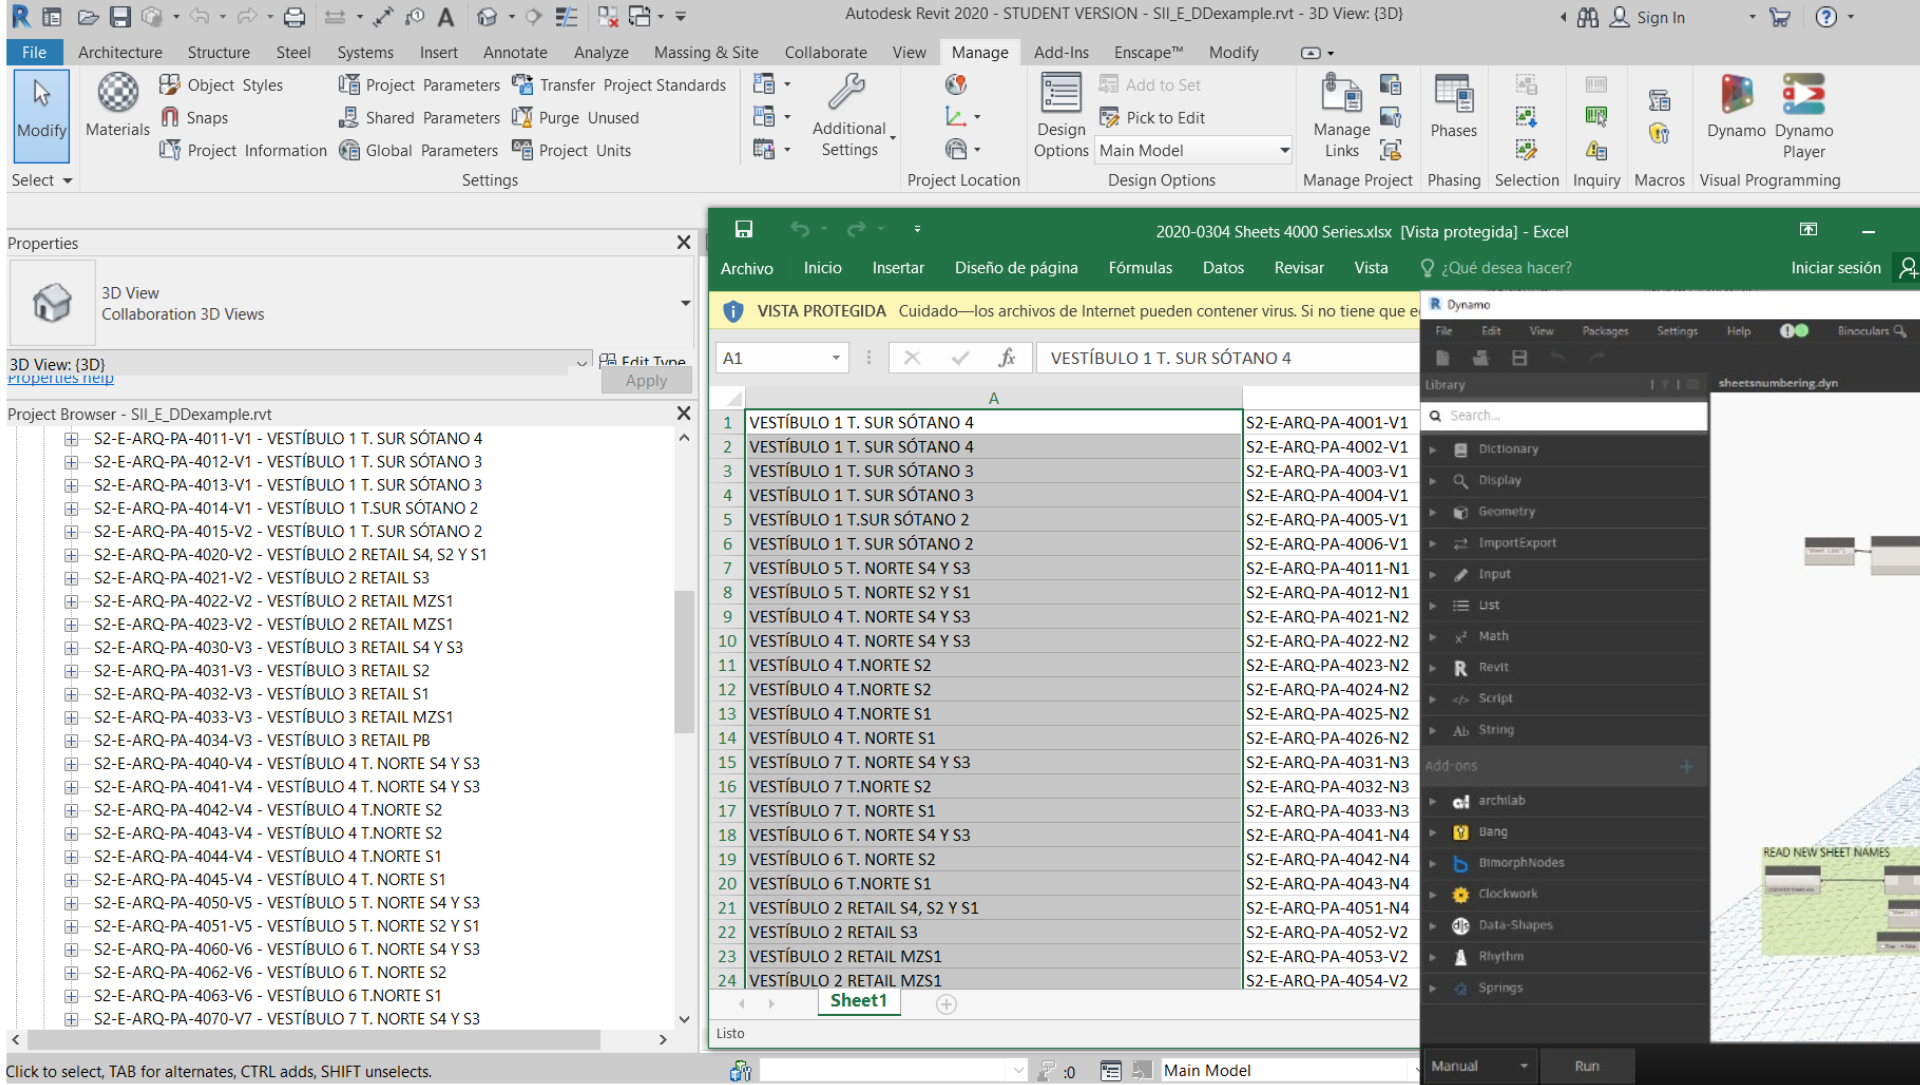 Autodesk Revit 2020 - STUDENT VERSION - SII_E_DDexample.rvt - 3D View: {3D}
Sign In
File Architecture Structure Steel Systems Insert Annotate Analyze Massing & Site Collaborate View Manage Add-Ins Enscape™ Modify
Modify
Materials
Object Styles
Snaps
Project Information
Project Parameters
Shared Parameters
Global Parameters
Transfer Project Standards
Purge Unused
Project Units
Additional
Settings
Design
Options
Add to Set
Pick to Edit
Main Model
Manage
Links
Phases
Dynamo
Dynamo
Player
Select
Settings
Project Location
Design Options
Manage Project
Phasing
Selection
Inquiry
Macros
Visual Programming
Properties
3D View
Collaboration 3D Views
3D View: {3D}
Edit Type
Properties help
Apply
Project Browser - SII_E_DDexample.rvt
S2-E-ARQ-PA-4011-V1 - VESTÍBULO 1 T. SUR SÓTANO 4
S2-E-ARQ-PA-4012-V1 - VESTÍBULO 1 T. SUR SÓTANO 3
S2-E-ARQ-PA-4013-V1 - VESTÍBULO 1 T. SUR SÓTANO 3
S2-E-ARQ-PA-4014-V1 - VESTÍBULO 1 T.SUR SÓTANO 2
S2-E-ARQ-PA-4015-V1 - VESTÍBULO 1 T. SUR SÓTANO 2
S2-E-ARQ-PA-4020-V2 - VESTÍBULO 2 RETAIL S4, S2 Y S1
S2-E-ARQ-PA-4021-V2 - VESTÍBULO 2 RETAIL S3
S2-E-ARQ-PA-4022-V2 - VESTÍBULO 2 RETAIL MZS1
S2-E-ARQ-PA-4023-V2 - VESTÍBULO 2 RETAIL MZS1
S2-E-ARQ-PA-4030-V3 - VESTÍBULO 3 RETAIL S4 Y S3
S2-E-ARQ-PA-4031-V3 - VESTÍBULO 3 RETAIL S2
S2-E-ARQ-PA-4032-V3 - VESTÍBULO 3 RETAIL S1
S2-E-ARQ-PA-4033-V3 - VESTÍBULO 3 RETAIL MZS1
S2-E-ARQ-PA-4034-V3 - VESTÍBULO 3 RETAIL PB
S2-E-ARQ-PA-4040-V4 - VESTÍBULO 4 T. NORTE S4 Y S3
S2-E-ARQ-PA-4041-V4 - VESTÍBULO 4 T. NORTE S4 Y S3
S2-E-ARQ-PA-4042-V4 - VESTÍBULO 4 T.NORTE S2
S2-E-ARQ-PA-4043-V4 - VESTÍBULO 4 T.NORTE S2
S2-E-ARQ-PA-4044-V4 - VESTÍBULO 4 T.NORTE S1
S2-E-ARQ-PA-4045-V4 - VESTÍBULO 4 T. NORTE S1
S2-E-ARQ-PA-4050-V5 - VESTÍBULO 5 T. NORTE S4 Y S3
S2-E-ARQ-PA-4051-V5 - VESTÍBULO 5 T. NORTE S2 Y S1
S2-E-ARQ-PA-4060-V6 - VESTÍBULO 6 T. NORTE S4 Y S3
S2-E-ARQ-PA-4062-V6 - VESTÍBULO 6 T. NORTE S2
S2-E-ARQ-PA-4063-V6 - VESTÍBULO 6 T.NORTE S1
S2-E-ARQ-PA-4070-V7 - VESTÍBULO 7 T. NORTE S4 Y S3
Click to select, TAB for alternates, CTRL adds, SHIFT unselects.
:0
Main Model
2020-0304 Sheets 4000 Series.xlsx [Vista protegida] - Excel
Archivo Inicio Insertar Diseño de página Fórmulas Datos Revisar Vista ¿Qué desea hacer? Iniciar sesión
VISTA PROTEGIDA Cuidado—los archivos de Internet pueden contener virus. Si no tiene que e
A1 fx VESTÍBULO 1 T. SUR SÓTANO 4
A
1 VESTÍBULO 1 T. SUR SÓTANO 4 S2-E-ARQ-PA-4001-V1
2 VESTÍBULO 1 T. SUR SÓTANO 4 S2-E-ARQ-PA-4002-V1
3 VESTÍBULO 1 T. SUR SÓTANO 3 S2-E-ARQ-PA-4003-V1
4 VESTÍBULO 1 T. SUR SÓTANO 3 S2-E-ARQ-PA-4004-V1
5 VESTÍBULO 1 T.SUR SÓTANO 2 S2-E-ARQ-PA-4005-V1
6 VESTÍBULO 1 T. SUR SÓTANO 2 S2-E-ARQ-PA-4006-V1
7 VESTÍBULO 5 T. NORTE S4 Y S3 S2-E-ARQ-PA-4011-N1
8 VESTÍBULO 5 T. NORTE S2 Y S1 S2-E-ARQ-PA-4012-N1
9 VESTÍBULO 4 T. NORTE S4 Y S3 S2-E-ARQ-PA-4021-N2
10 VESTÍBULO 4 T. NORTE S4 Y S3 S2-E-ARQ-PA-4022-N2
11 VESTÍBULO 4 T.NORTE S2 S2-E-ARQ-PA-4023-N2
12 VESTÍBULO 4 T.NORTE S2 S2-E-ARQ-PA-4024-N2
13 VESTÍBULO 4 T.NORTE S1 S2-E-ARQ-PA-4025-N2
14 VESTÍBULO 4 T. NORTE S1 S2-E-ARQ-PA-4026-N2
15 VESTÍBULO 7 T. NORTE S4 Y S3 S2-E-ARQ-PA-4031-N3
16 VESTÍBULO 7 T.NORTE S2 S2-E-ARQ-PA-4032-N3
17 VESTÍBULO 7 T. NORTE S1 S2-E-ARQ-PA-4033-N3
18 VESTÍBULO 6 T. NORTE S4 Y S3 S2-E-ARQ-PA-4041-N4
19 VESTÍBULO 6 T. NORTE S2 S2-E-ARQ-PA-4042-N4
20 VESTÍBULO 6 T.NORTE S1 S2-E-ARQ-PA-4043-N4
21 VESTÍBULO 2 RETAIL S4, S2 Y S1 S2-E-ARQ-PA-4051-N4
22 VESTÍBULO 2 RETAIL S3 S2-E-ARQ-PA-4052-V2
23 VESTÍBULO 2 RETAIL MZS1 S2-E-ARQ-PA-4053-V2
24 VESTÍBULO 2 RETAIL MZS1 S2-E-ARQ-PA-4054-V2
Sheet1
Listo
Dynamo
File Edit View Packages Settings Help Binoculars
Library
sheetsnumbering.dyn
Search...
Dictionary
Display
Geometry
ImportExport
Input
List
Math
Revit
Script
String
Add-ons
archilab
Bang
BimorphNodes
Clockwork
Data-Shapes
Rhythm
Springs
READ NEW SHEET NAMES
Manual
Run